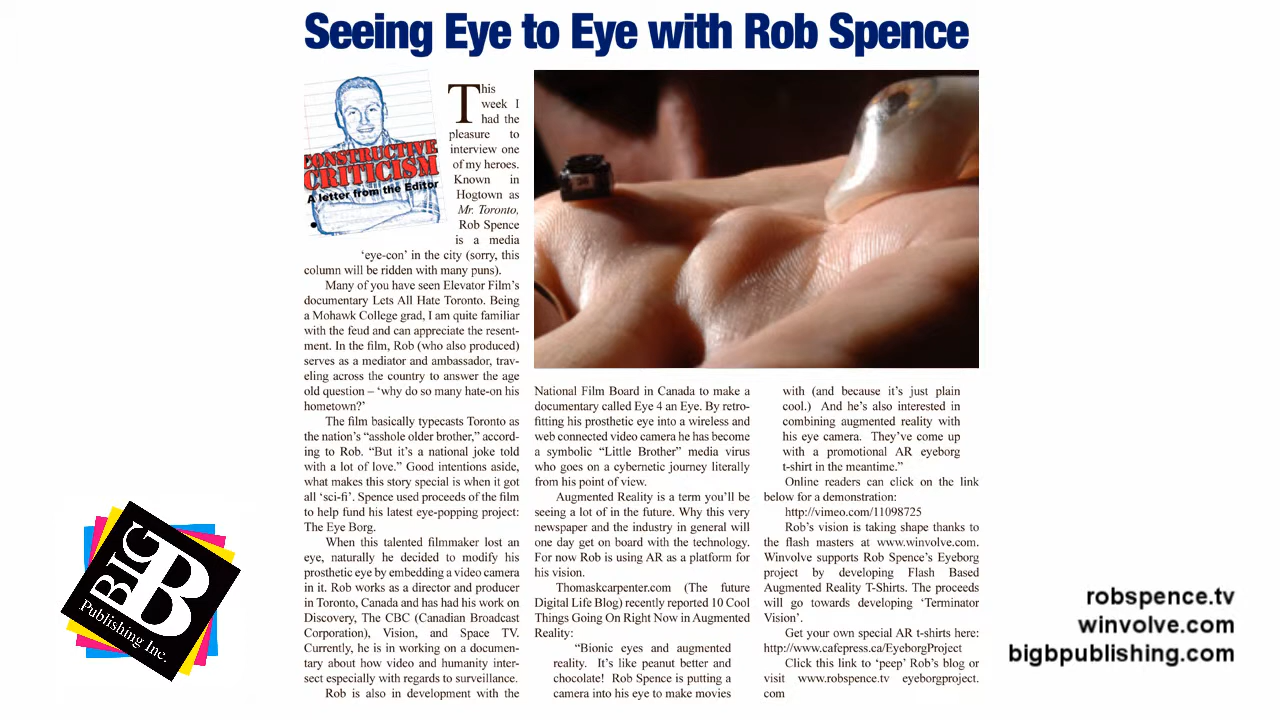 Seeing Eye to Eye with Rob Spence
CONSTRUCTIVE
CRITICISM
A letter from the Editor
This
week I
had the
pleasure to
interview one
of my heroes.
Known in
Hogtown as
Mr. Toronto,
Rob Spence
is a media
'eye-con' in the city (sorry, this
column will be ridden with many puns).
Many of you have seen Elevator Film's
documentary Lets All Hate Toronto. Being
a Mohawk College grad, I am quite familiar
with the feud and can appreciate the resent-
ment. In the film, Rob (who also produced)
serves as a mediator and ambassador, trav-
eling across the country to answer the age
old question – 'why do so many hate-on his
hometown?'
The film basically typecasts Toronto as
the nation's "asshole older brother," accord-
ing to Rob. "But it's a national joke told
with a lot of love." Good intentions aside,
what makes this story special is when it got
all 'sci-fi'. Spence used proceeds of the film
to help fund his latest eye-popping project:
The Eye Borg.
When this talented filmmaker lost an
eye, naturally he decided to modify his
prosthetic eye by embedding a video camera
in it. Rob works as a director and producer
in Toronto, Canada and has had his work on
Discovery, The CBC (Canadian Broadcast
Corporation), Vision, and Space TV.
Currently, he is in working on a documen-
tary about how video and humanity inter-
sect especially with regards to surveillance.
Rob is also in development with the
National Film Board in Canada to make a
documentary called Eye 4 an Eye. By retro-
fitting his prosthetic eye into a wireless and
web connected video camera he has become
a symbolic "Little Brother" media virus
who goes on a cybernetic journey literally
from his point of view.
Augmented Reality is a term you'll be
seeing a lot of in the future. Why this very
newspaper and the industry in general will
one day get on board with the technology.
For now Rob is using AR as a platform for
his vision.
Thomaskcarpenter.com (The future
Digital Life Blog) recently reported 10 Cool
Things Going On Right Now in Augmented
Reality:
"Bionic eyes and augmented
reality. It's like peanut better and
chocolate! Rob Spence is putting a
camera into his eye to make movies
with (and because it's just plain
cool.) And he's also interested in
combining augmented reality with
his eye camera. They've come up
with a promotional AR eyeborg
t-shirt in the meantime."
Online readers can click on the link
below for a demonstration:
http://vimeo.com/11098725
Rob's vision is taking shape thanks to
the flash masters at www.winvolve.com.
Winvolve supports Rob Spence's Eyeborg
project by developing Flash Based
Augmented Reality T-Shirts. The proceeds
will go towards developing 'Terminator
Vision'.
Get your own special AR t-shirts here:
http://www.cafepress.ca/EyeborgProject
Click this link to 'peep' Rob's blog or
visit www.robspence.tv eyeborgproject.
com
BIG B
Publishing Inc.
robspence.tv
winvolve.com
bigbpublishing.com